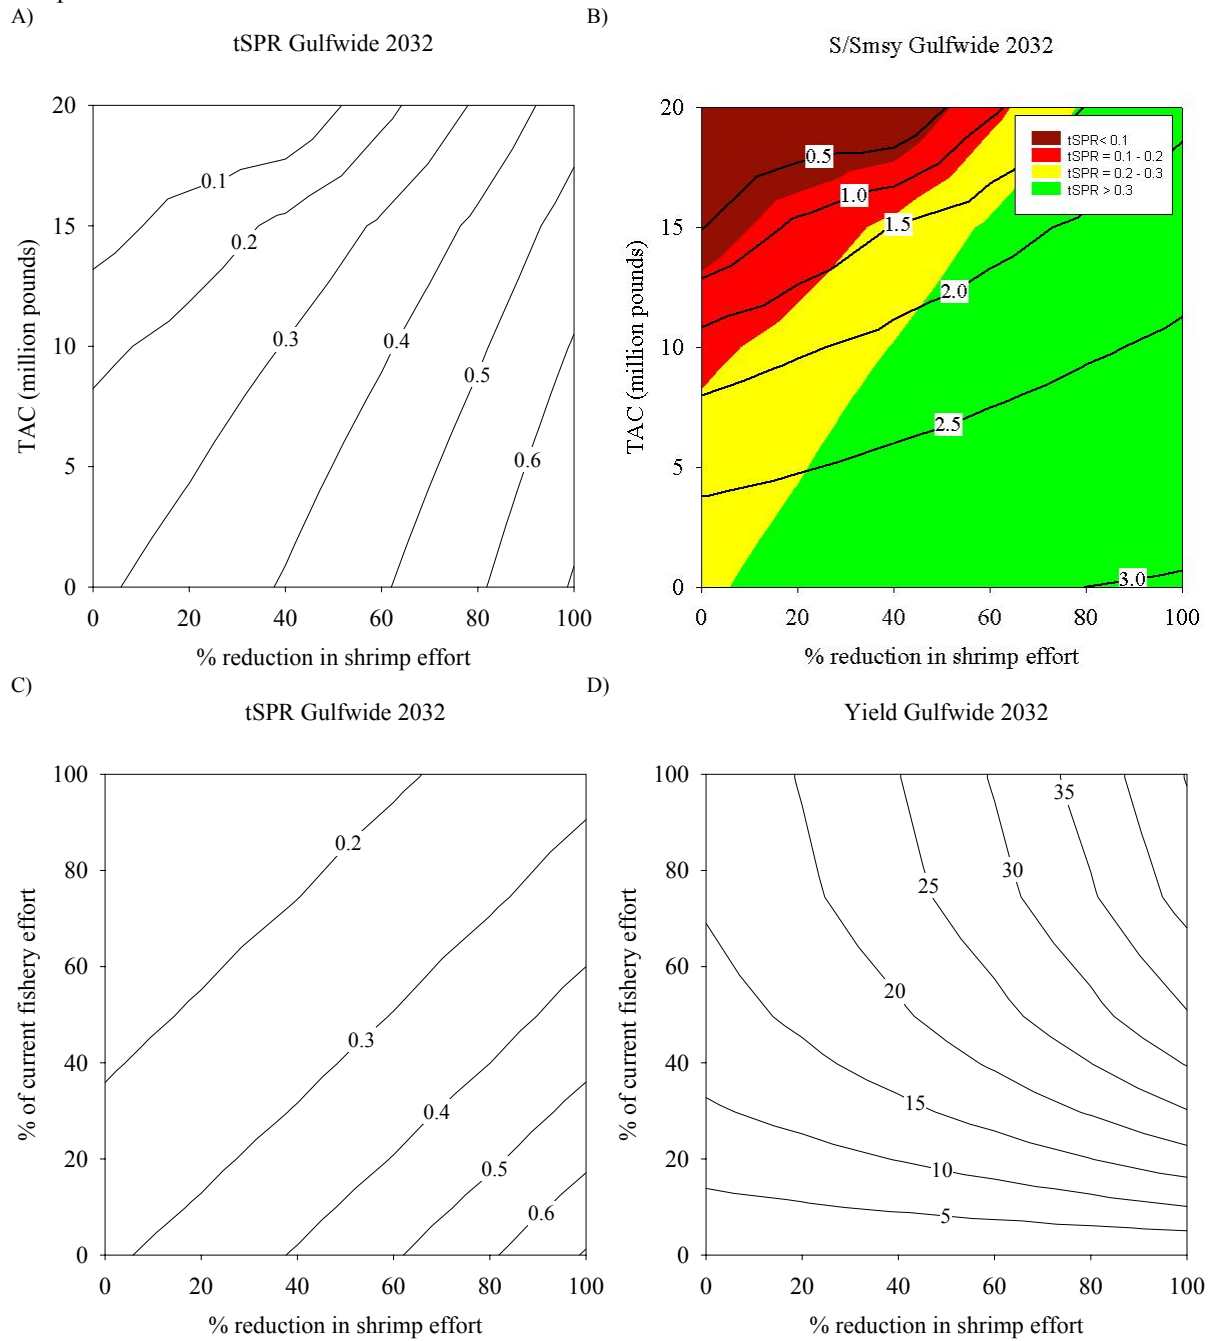 A)
tSPR Gulfwide 2032
TAC (million pounds)
20
15
10
5
0
0.1
0.2
0.3
0.4
0.5
0.6
0 20 40 60 80 100
% reduction in shrimp effort
B)
S/Smsy Gulfwide 2032
TAC (million pounds)
20
15
10
5
0
tSPR< 0.1
tSPR = 0.1 - 0.2
tSPR = 0.2 - 0.3
tSPR > 0.3
0.5
1.0
1.5
2.0
2.5
3.0
0 20 40 60 80 100
% reduction in shrimp effort
C)
tSPR Gulfwide 2032
% of current fishery effort
100
80
60
40
20
0
0.2
0.3
0.4
0.5
0.6
0 20 40 60 80 100
% reduction in shrimp effort
D)
Yield Gulfwide 2032
% of current fishery effort
100
80
60
40
20
0
35
30
25
20
15
10
5
0 20 40 60 80 100
% reduction in shrimp effort